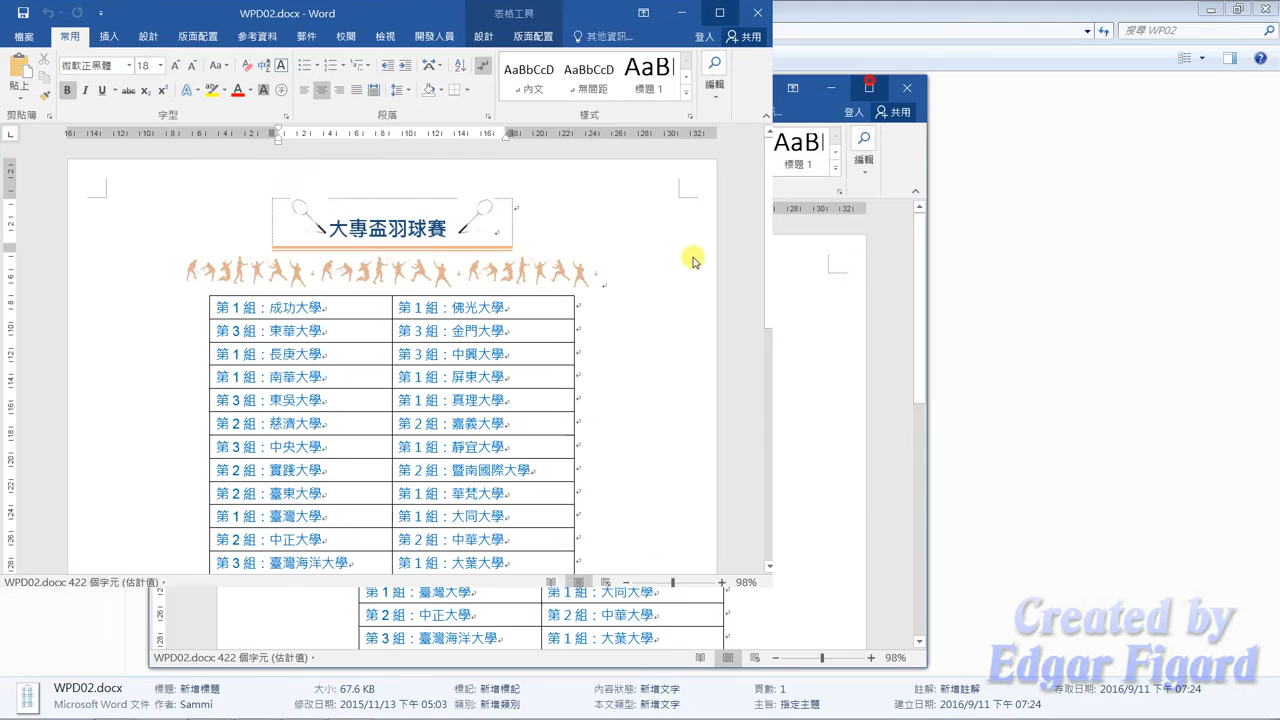 WPD02.docx - Word
表格工具
檔案 常用 插入 設計 版面配置 參考資料 郵件 校閱 檢視 開發人員 設計 版面配置 其他資訊... 登入 共用
搜尋 WP02
登入 共用
貼上
微軟正黑體 18
AaBbCcD AaBbCcD AaBl
內文 無間距 標題 1
編輯
剪貼簿 字型 段落 樣式
AaBl
標題 1
編輯
大專盃羽球賽
第 1 組：成功大學 第 1 組：佛光大學
第 3 組：東華大學 第 3 組：金門大學
第 1 組：長庚大學 第 3 組：中興大學
第 1 組：南華大學 第 1 組：屏東大學
第 3 組：東吳大學 第 1 組：真理大學
第 2 組：慈濟大學 第 2 組：嘉義大學
第 3 組：中央大學 第 1 組：靜宜大學
第 2 組：實踐大學 第 2 組：暨南國際大學
第 2 組：臺東大學 第 1 組：華梵大學
第 1 組：臺灣大學 第 1 組：大同大學
第 2 組：中正大學 第 2 組：中華大學
第 3 組：臺灣海洋大學 第 1 組：大葉大學
WPD02.docx: 422 個字元 (估計值) 98%
第 1 組：臺灣大學 第 1 組：大同大學
第 2 組：中正大學 第 2 組：中華大學
第 3 組：臺灣海洋大學 第 1 組：大葉大學
WPD02.docx: 422 個字元 (估計值) 98%
Created by
Edgar Figard
WPD02.docx 標題: 新增標題 大小: 67.6 KB 標記: 新增標記 內容狀態: 新增文字 頁數: 1 註解: 新增註解 存取日期: 2016/9/11 下午 07:24
Microsoft Word 文件 作者: Sammi 修改日期: 2015/11/13 下午 05:03 類別: 新增類別 本文類型: 新增文字 主旨: 指定主題 建立日期: 2016/9/11 下午 07:24